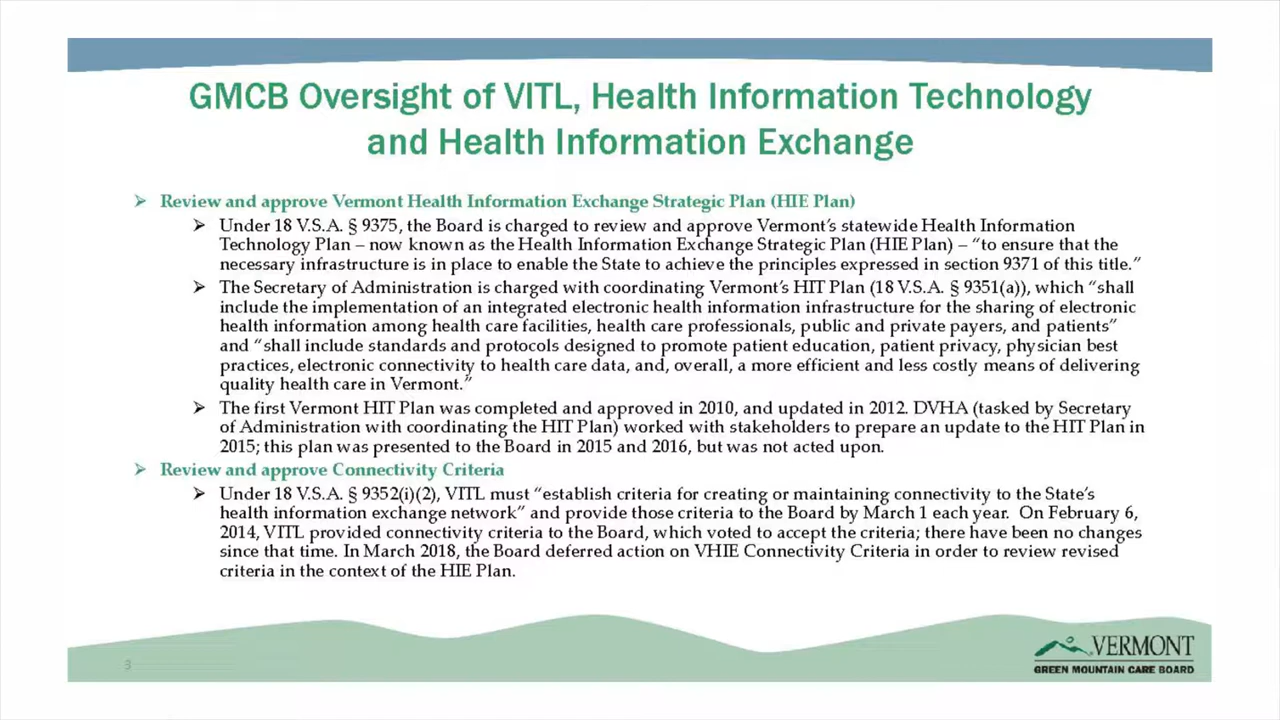 GMCB Oversight of VITL, Health Information Technology
and Health Information Exchange
➢ Review and approve Vermont Health Information Exchange Strategic Plan (HIE Plan)
➢ Under 18 V.S.A. § 9375, the Board is charged to review and approve Vermont's statewide Health Information
Technology Plan – now known as the Health Information Exchange Strategic Plan (HIE Plan) – "to ensure that the
necessary infrastructure is in place to enable the State to achieve the principles expressed in section 9371 of this title."
➢ The Secretary of Administration is charged with coordinating Vermont's HIT Plan (18 V.S.A. § 9351(a)), which "shall
include the implementation of an integrated electronic health information infrastructure for the sharing of electronic
health information among health care facilities, health care professionals, public and private payers, and patients"
and "shall include standards and protocols designed to promote patient education, patient privacy, physician best
practices, electronic connectivity to health care data, and, overall, a more efficient and less costly means of delivering
quality health care in Vermont."
➢ The first Vermont HIT Plan was completed and approved in 2010, and updated in 2012. DVHA (tasked by Secretary
of Administration with coordinating the HIT Plan) worked with stakeholders to prepare an update to the HIT Plan in
2015; this plan was presented to the Board in 2015 and 2016, but was not acted upon.
➢ Review and approve Connectivity Criteria
➢ Under 18 V.S.A. § 9352(i)(2), VITL must "establish criteria for creating or maintaining connectivity to the State's
health information exchange network" and provide those criteria to the Board by March 1 each year.  On February 6,
2014, VITL provided connectivity criteria to the Board, which voted to accept the criteria; there have been no changes
since that time. In March 2018, the Board deferred action on VHIE Connectivity Criteria in order to review revised
criteria in the context of the HIE Plan.
3
VERMONT
GREEN MOUNTAIN CARE BOARD